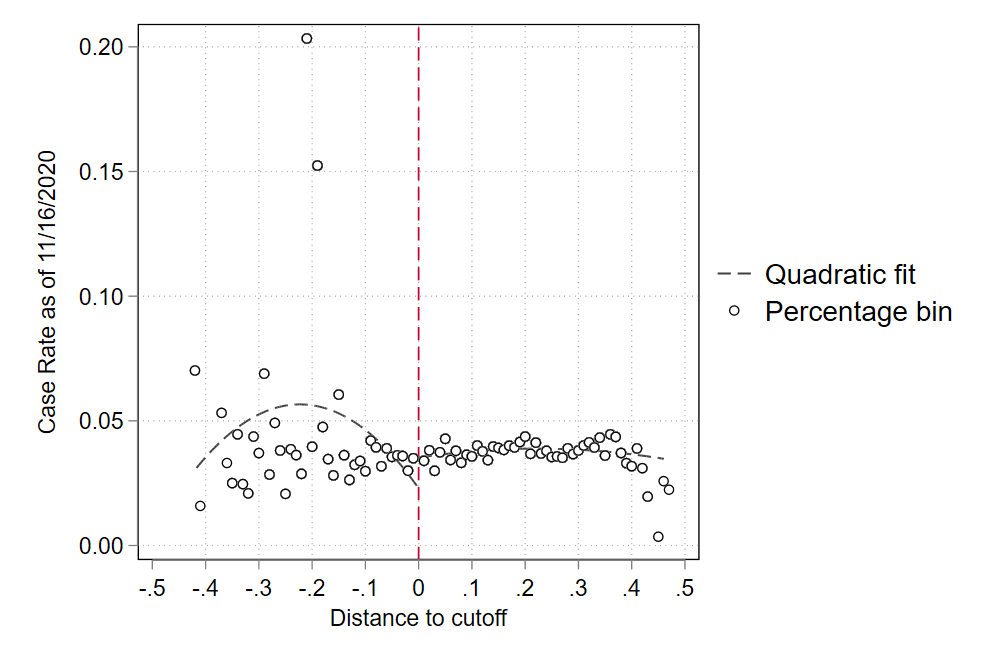 Case Rate as of 11/16/2020
0.20
0.15
0.10
0.05
0.00
-.5 -.4 -.3 -.2 -.1 0 .1 .2 .3 .4 .5
Distance to cutoff
Quadratic fit
Percentage bin